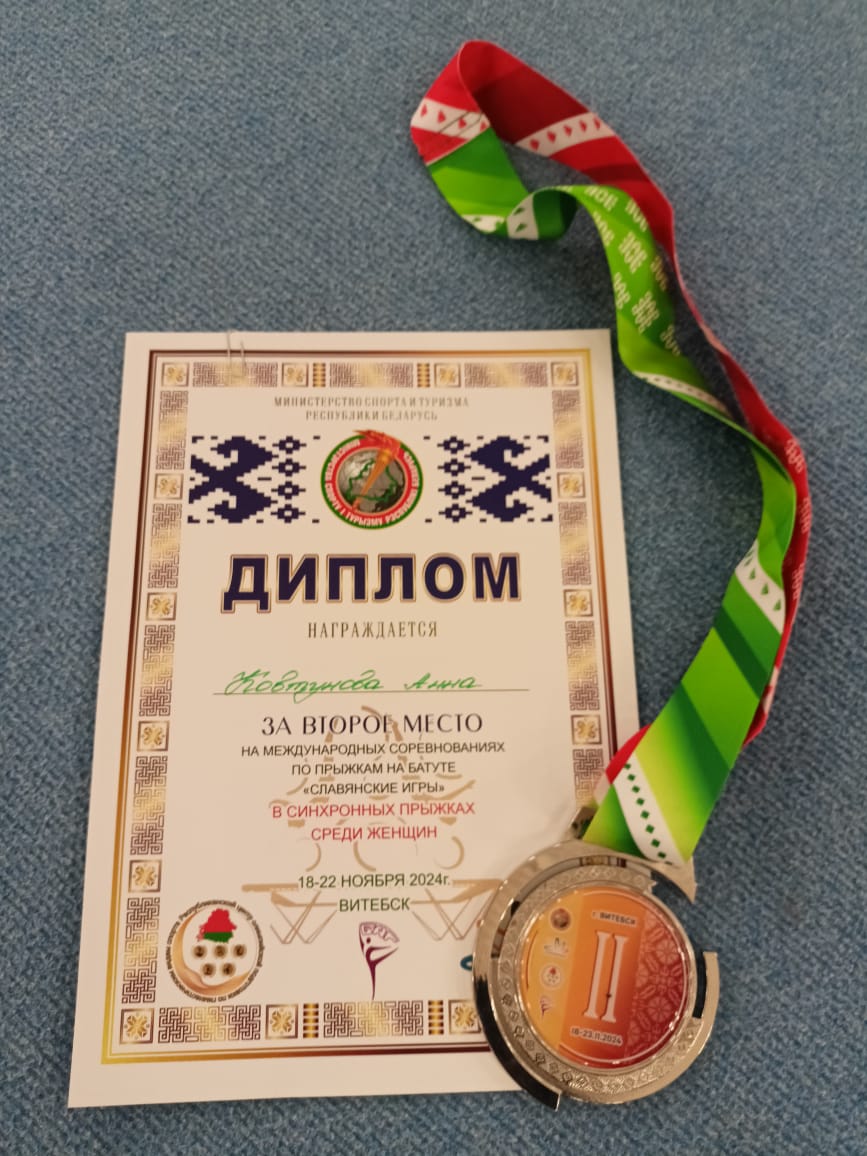 МИНИСТЕРСТВО СПОРТА И ТУРИЗМА
РЕСПУБЛИКИ БЕЛАРУСЬ
ДИПЛОМ
НАГРАЖДАЕТСЯ
Ковтунова Анна
ЗА ВТОРОЕ МЕСТО
НА МЕЖДУНАРОДНЫХ СОРЕВНОВАНИЯХ
ПО ПРЫЖКАМ НА БАТУТЕ
«СЛАВЯНСКИЕ ИГРЫ»
В СИНХРОННЫХ ПРЫЖКАХ
СРЕДИ ЖЕНЩИН
18-22 НОЯБРЯ 2024г.
ВИТЕБСК
г. ВИТЕБСК
II
18-23.11.2024